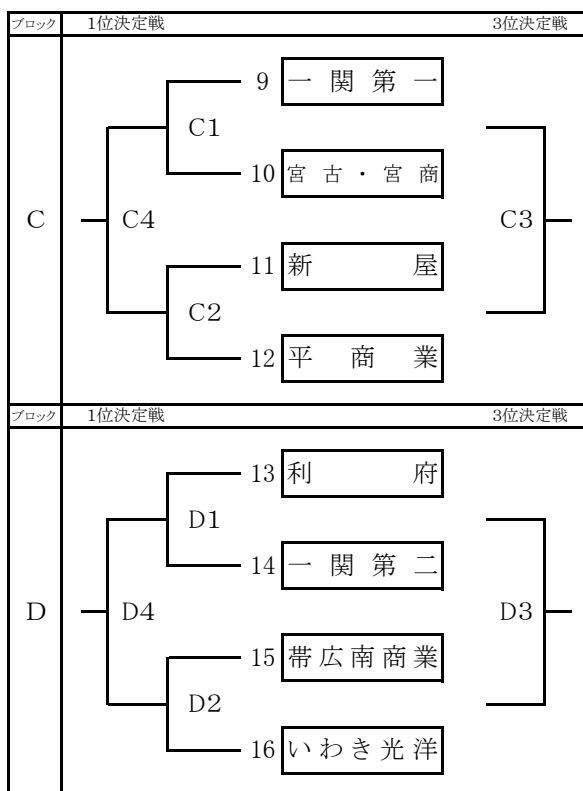 ブロック 1位決定戦 3位決定戦
9 一関第一
C1
10 宮古・宮商
C C4 C3
11 新屋
C2
12 平商業
ブロック 1位決定戦 3位決定戦
13 利府
D1
14 一関第二
D D4 D3
15 帯広南商業
D2
16 いわき光洋